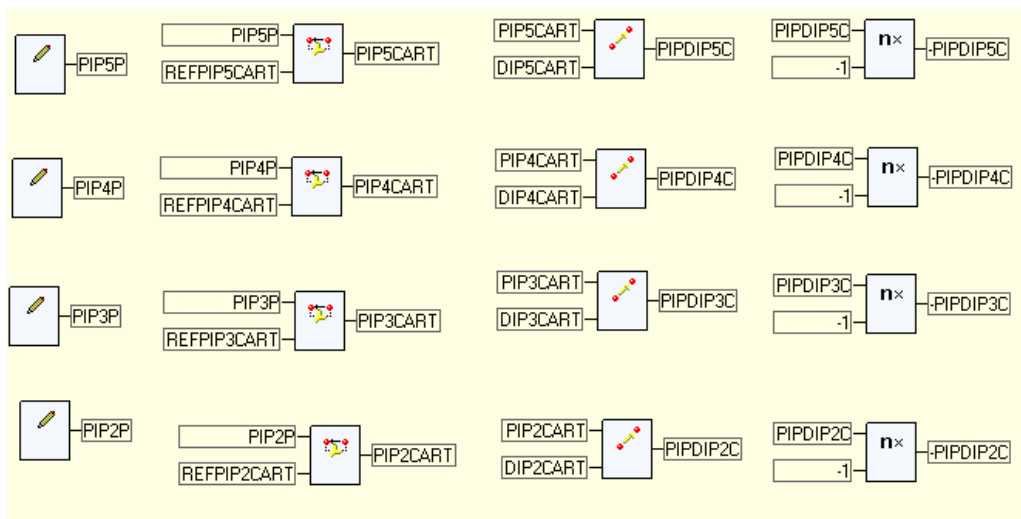 PIP5P
PIP5P
REFPIP5CART
PIP5CART
PIP5CART
DIP5CART
PIPDIP5C
PIPDIP5C
-1
n×
-PIPDIP5C
PIP4P
PIP4P
REFPIP4CART
PIP4CART
PIP4CART
DIP4CART
PIPDIP4C
PIPDIP4C
-1
n×
-PIPDIP4C
PIP3P
PIP3P
REFPIP3CART
PIP3CART
PIP3CART
DIP3CART
PIPDIP3C
PIPDIP3C
-1
n×
-PIPDIP3C
PIP2P
PIP2P
REFPIP2CART
PIP2CART
PIP2CART
DIP2CART
PIPDIP2C
PIPDIP2C
-1
n×
-PIPDIP2C